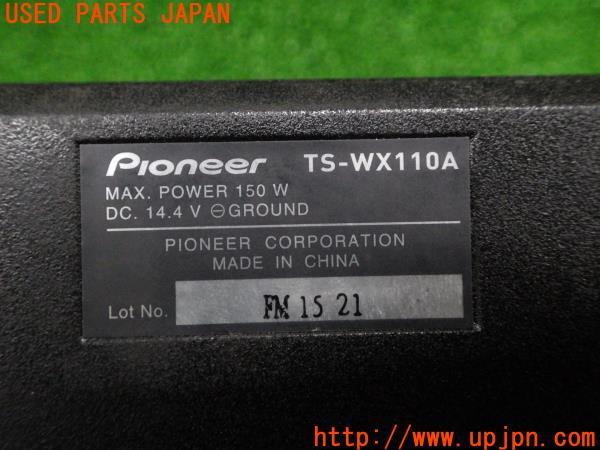 USED PARTS JAPAN
Pioneer TS-WX110A
MAX. POWER 150 W
DC. 14.4 V ⊖GROUND
PIONEER CORPORATION
MADE IN CHINA
Lot No. FM 15 21
http://www.upjpn.com